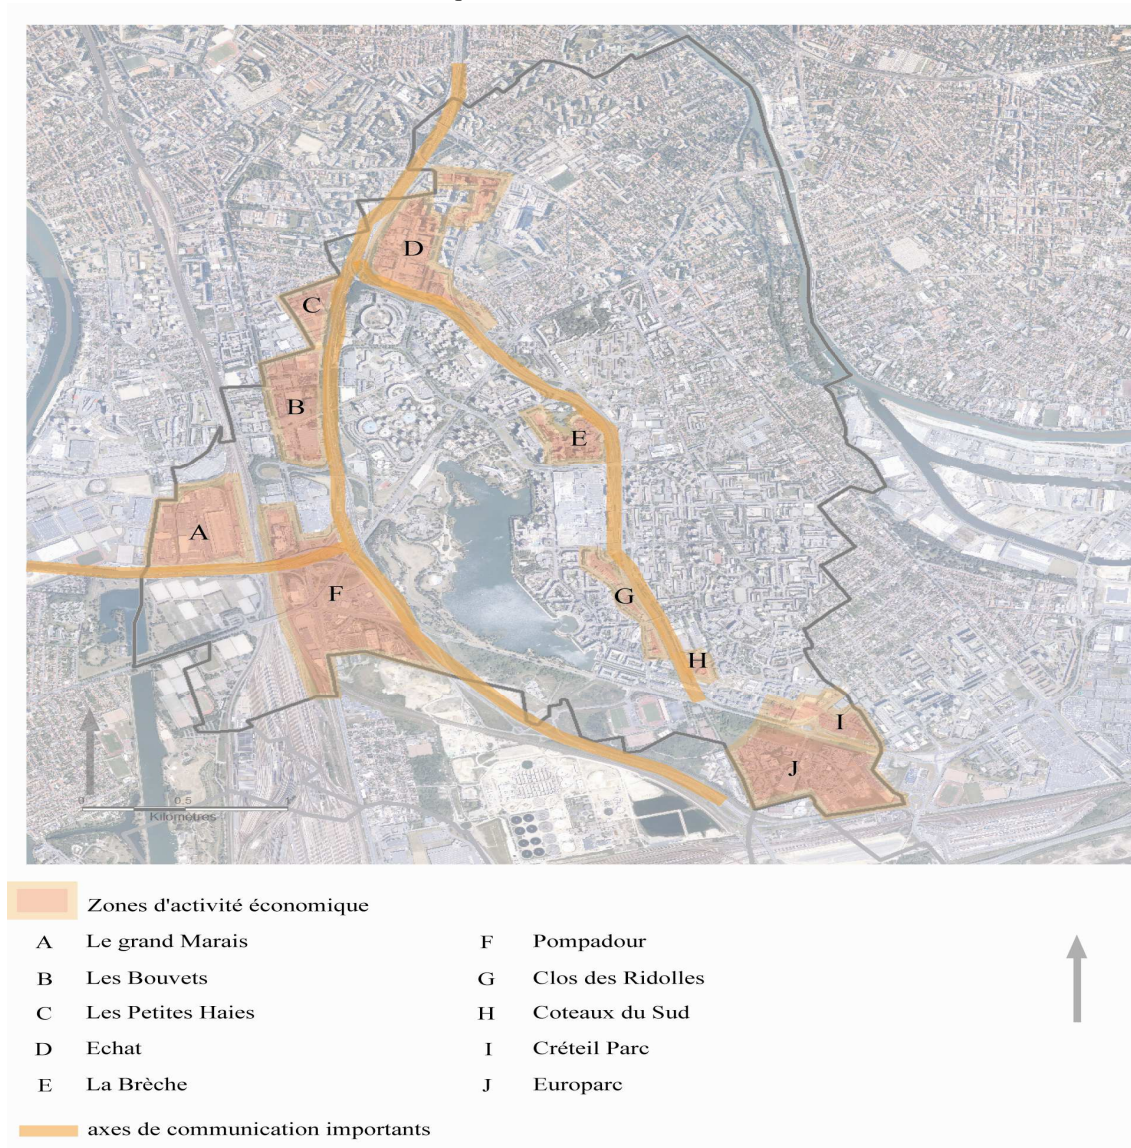 D
C
B
E
A
F
G
H
I
J
0 0.5 1
Kilomètres
Zones d'activité économique
A Le grand Marais
B Les Bouvets
C Les Petites Haies
D Echat
E La Brèche
F Pompadour
G Clos des Ridolles
H Coteaux du Sud
I Créteil Parc
J Europarc
axes de communication importants